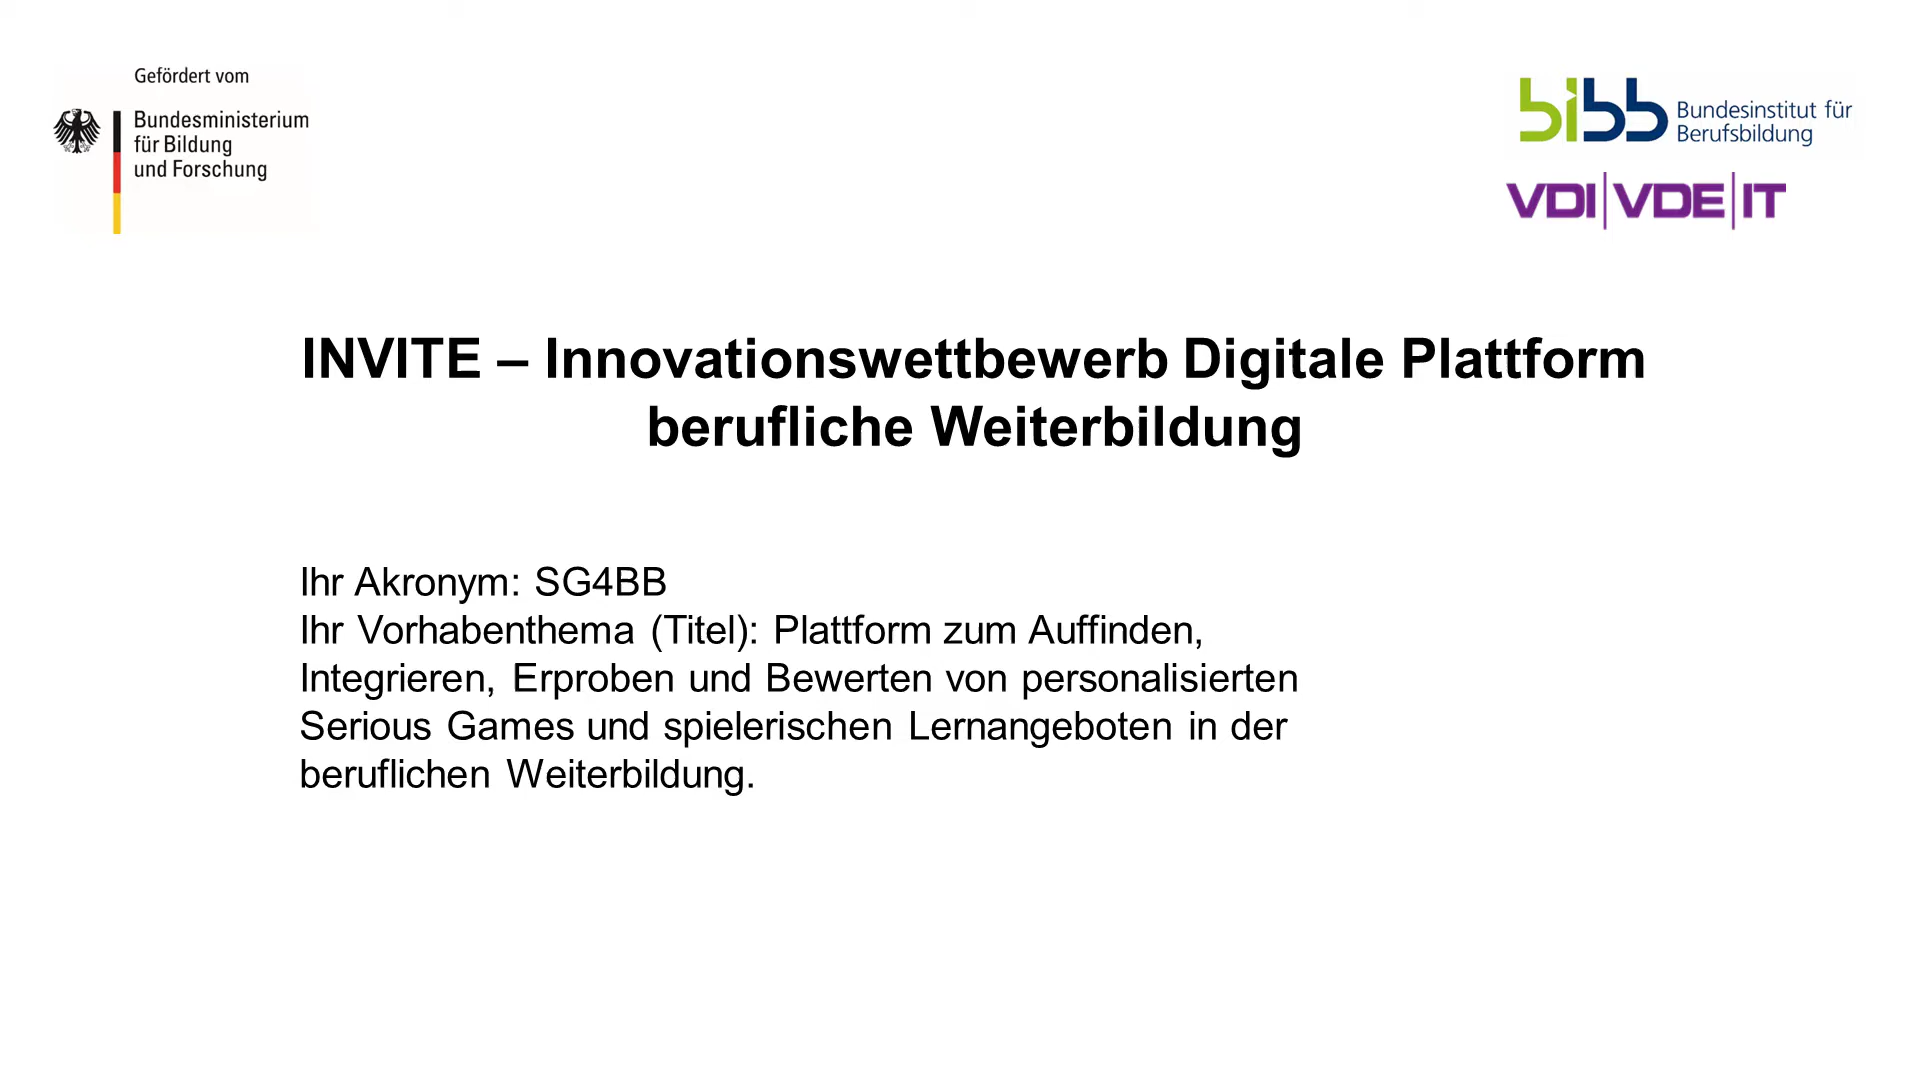 Gefördert vom
Bundesministerium
für Bildung
und Forschung
bibb Bundesinstitut für
Berufsbildung
VDI|VDE|IT
INVITE – Innovationswettbewerb Digitale Plattform
berufliche Weiterbildung
Ihr Akronym: SG4BB
Ihr Vorhabenthema (Titel): Plattform zum Auffinden,
Integrieren, Erproben und Bewerten von personalisierten
Serious Games und spielerischen Lernangeboten in der
beruflichen Weiterbildung.